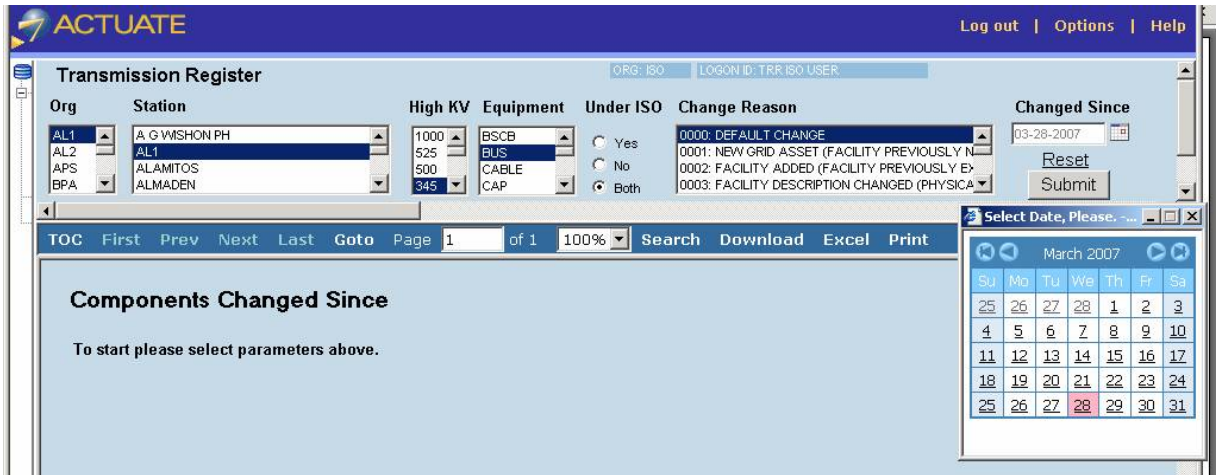 ACTUATE
Log out | Options | Help
Transmission Register
ORG: ISO LOGON ID: TRR ISO USER
Org Station High KV Equipment Under ISO Change Reason Changed Since
AL1 A G WISHON PH 1000 BSCB Yes 0000: DEFAULT CHANGE 03-28-2007
AL2 AL1 525 BUS 0001: NEW GRID ASSET (FACILITY PREVIOUSLY N
APS ALAMITOS 500 CABLE No 0002: FACILITY ADDED (FACILITY PREVIOUSLY EX Reset
BPA ALMADEN 345 CAP Both 0003: FACILITY DESCRIPTION CHANGED (PHYSICA Submit
Select Date, Please. -...
TOC First Prev Next Last Goto Page 1 of 1 100% Search Download Excel Print
March 2007
Su Mo Tu We Th Fr Sa
25 26 27 28 1 2 3
4 5 6 7 8 9 10
11 12 13 14 15 16 17
18 19 20 21 22 23 24
25 26 27 28 29 30 31
Components Changed Since
To start please select parameters above.